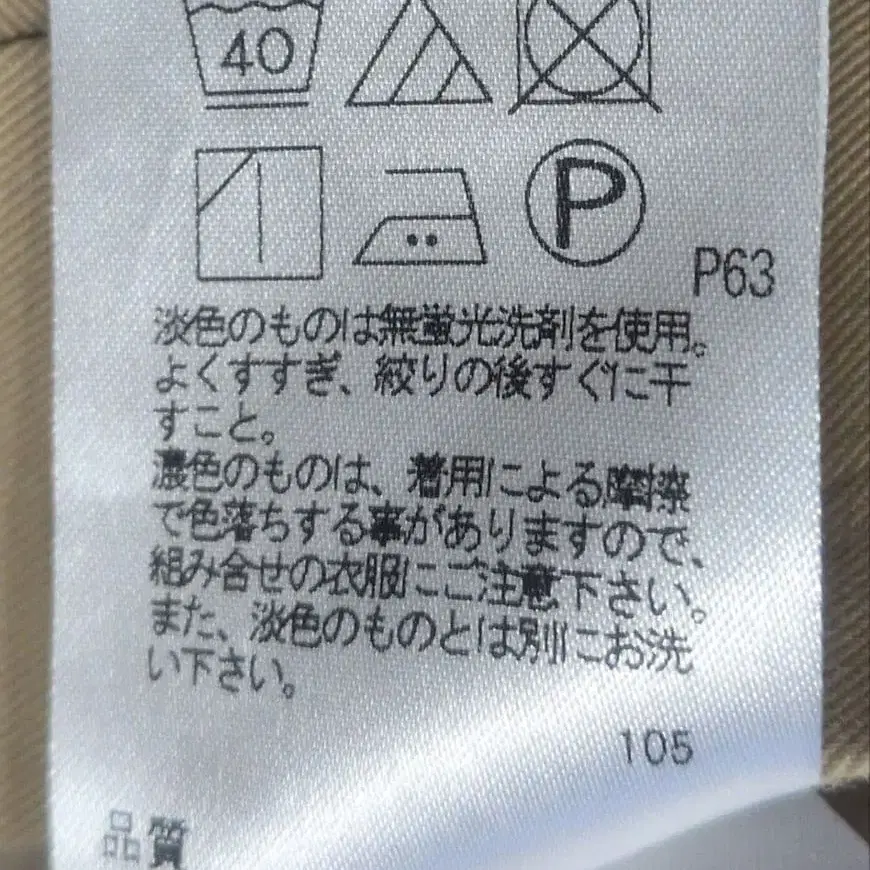 40
P
P63
淡色のものは無蛍光洗剤を使用。
よくすすぎ、絞りの後すぐに干
すこと。
濃色のものは、着用による摩擦
で色落ちする事がありますので、
組み合せの衣服にご注意下さい。
また、淡色のものとは別にお洗
い下さい。
105
品質